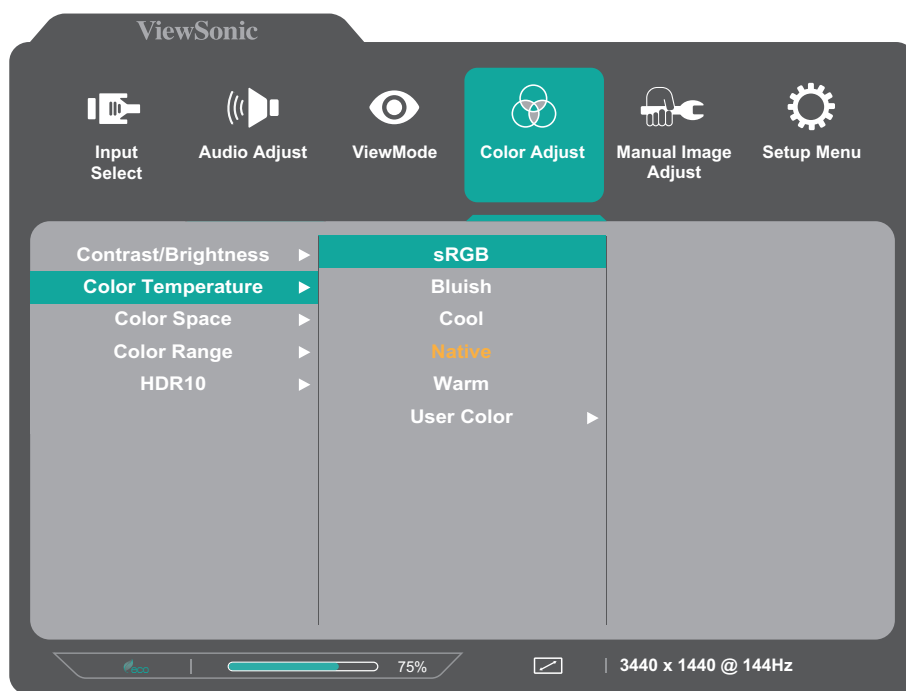 ViewSonic
Input
Select
Audio Adjust
ViewMode
Color Adjust
Manual Image
Adjust
Setup Menu
Contrast/Brightness
Color Temperature
Color Space
Color Range
HDR10
sRGB
Bluish
Cool
Native
Warm
User Color
eco
75%
3440 x 1440 @ 144Hz